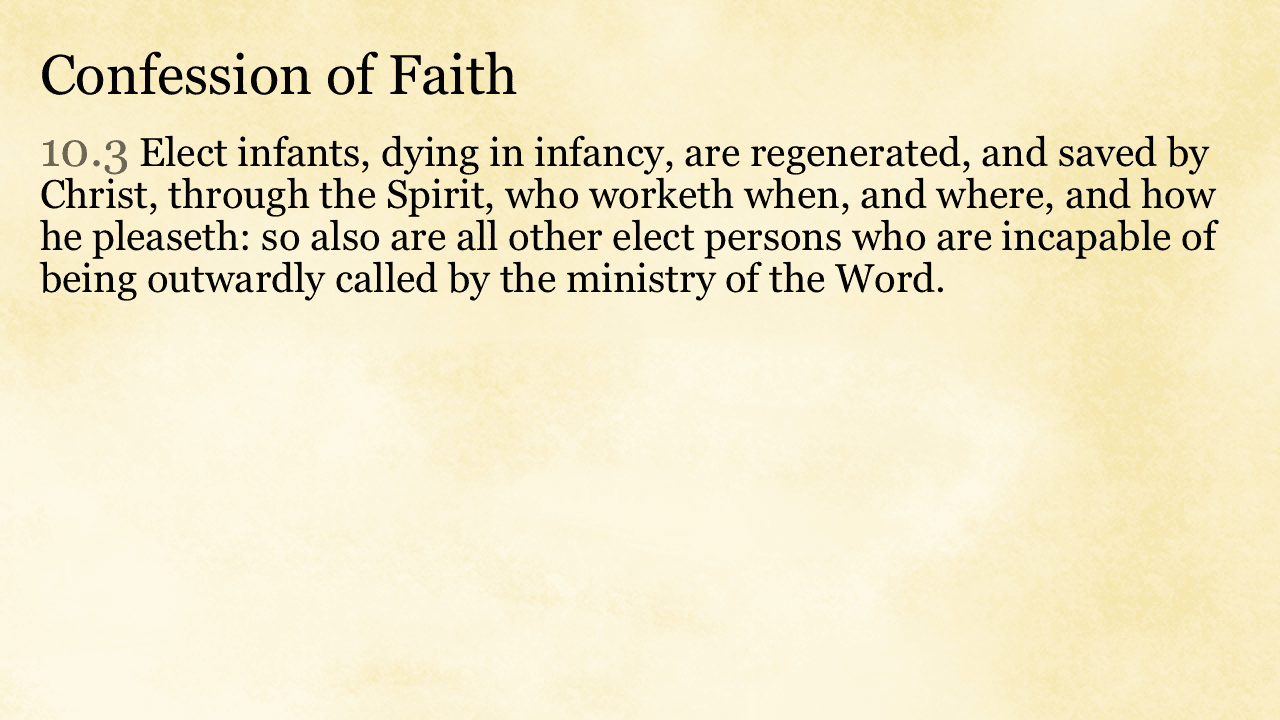 Confession of Faith
10.3 Elect infants, dying in infancy, are regenerated, and saved by
Christ, through the Spirit, who worketh when, and where, and how
he pleaseth: so also are all other elect persons who are incapable of
being outwardly called by the ministry of the Word.